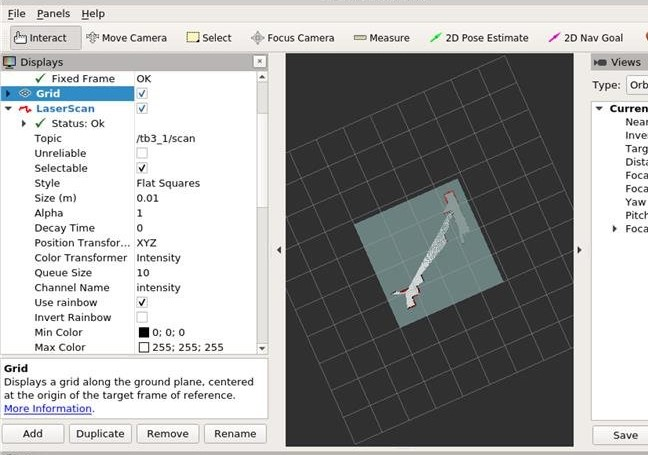 File Panels Help
Interact Move Camera Select Focus Camera Measure 2D Pose Estimate 2D Nav Goal
Displays
Fixed Frame OK
Grid
LaserScan
Status: Ok
Topic /tb3_1/scan
Unreliable
Selectable
Style Flat Squares
Size (m) 0.01
Alpha 1
Decay Time 0
Position Transfor... XYZ
Color Transformer Intensity
Queue Size 10
Channel Name intensity
Use rainbow
Invert Rainbow
Min Color 0; 0; 0
Max Color 255; 255; 255
Grid
Displays a grid along the ground plane, centered
at the origin of the target frame of reference.
More Information.
Add Duplicate Remove Rename
Views
Type: Orb
Curren
Near
Inve
Targ
Dista
Foca
Foca
Yaw
Pitch
Foca
Save